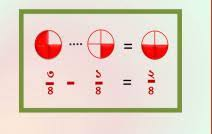 .... =
৩/৪ - ১/৪ = ২/৪